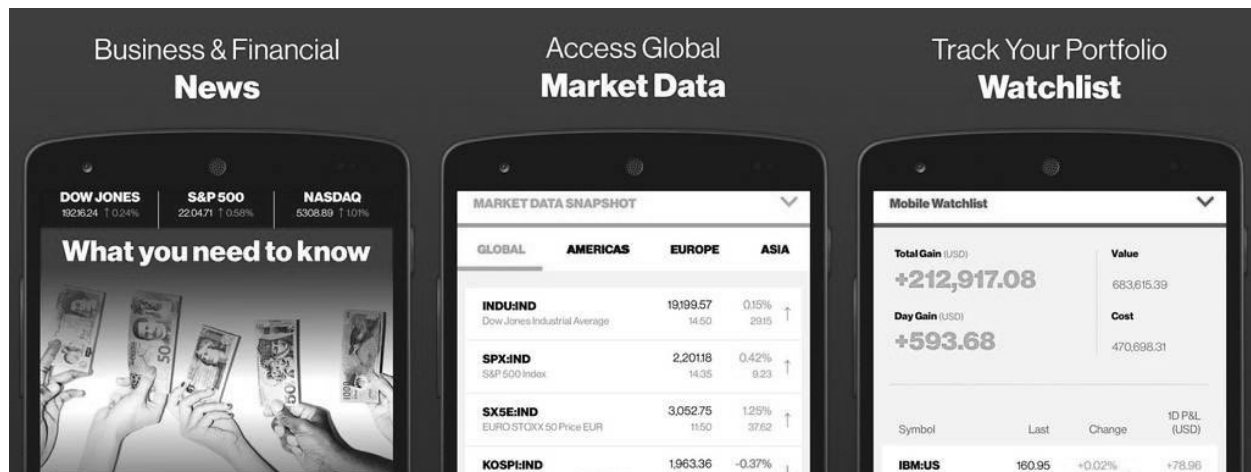 Business & Financial
News
DOW JONES
19216.24 ↑ 0.24%
S&P 500
2204.71 ↑ 0.58%
NASDAQ
5308.89 ↑ 1.01%
What you need to know
50
50
1000
Access Global
Market Data
MARKET DATA SNAPSHOT
GLOBAL AMERICAS EUROPE ASIA
INDU:IND 19,199.57 0.15% ↑
Dow Jones Industrial Average 14:50 29.15
SPX:IND 2,201.18 0.42% ↑
S&P 500 Index 14:35 9.23
SX5E:IND 3,052.75 1.25% ↑
EURO STOXX 50 Price EUR 11:50 37.62
KOSPI:IND 1,963.36 -0.37% ↓
Track Your Portfolio
Watchlist
Mobile Watchlist
Total Gain (USD) Value
+212,917.08 683,615.39
Day Gain (USD) Cost
+593.68 470,698.31
Symbol Last Change 1D P&L (USD)
IBM:US 160.95 +0.02% +78.96